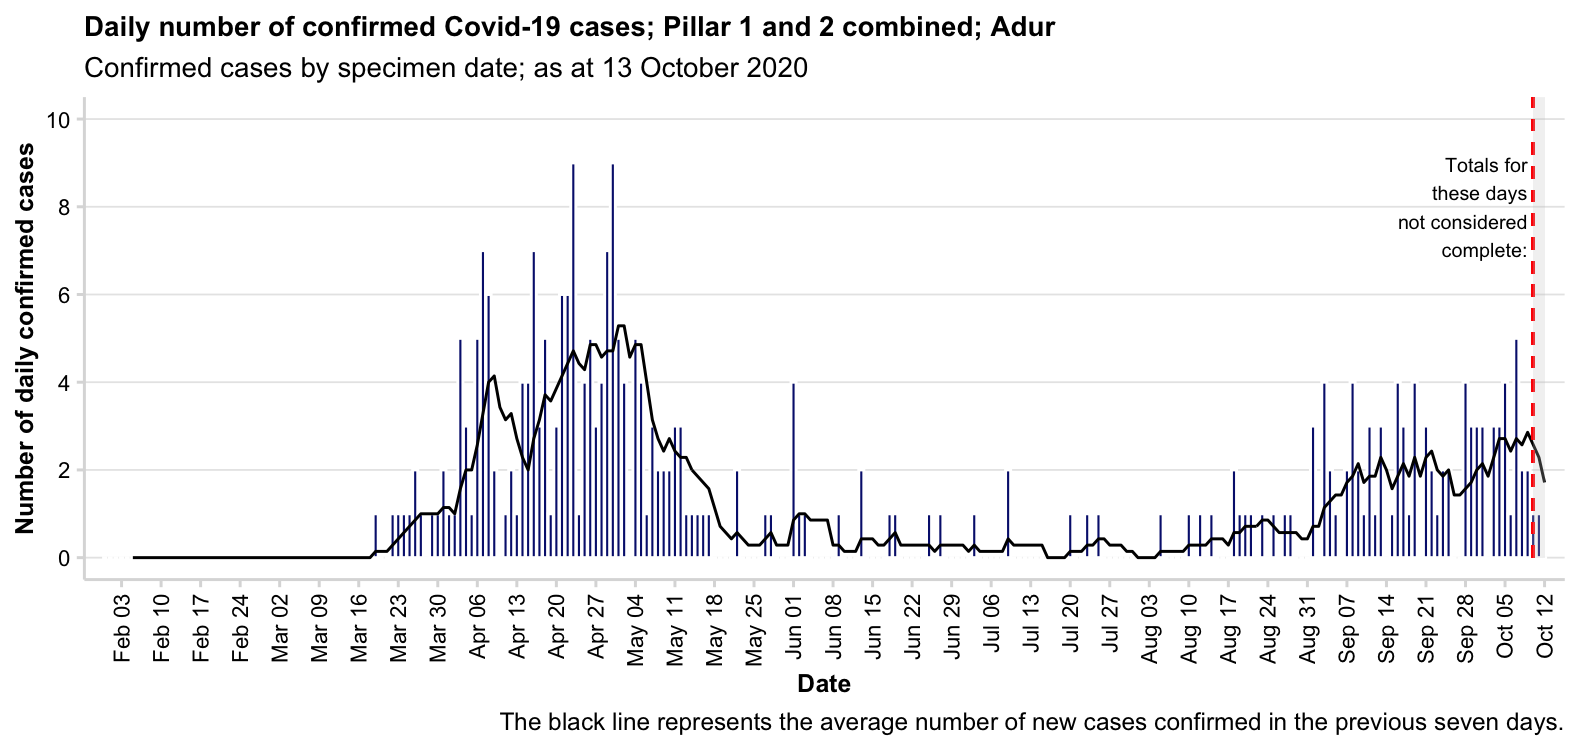 Daily number of confirmed Covid-19 cases; Pillar 1 and 2 combined; Adur
Confirmed cases by specimen date; as at 13 October 2020
Number of daily confirmed cases
10
8
6
4
2
0
Totals for
these days
not considered
complete:
Feb 03
Feb 10
Feb 17
Feb 24
Mar 02
Mar 09
Mar 16
Mar 23
Mar 30
Apr 06
Apr 13
Apr 20
Apr 27
May 04
May 11
May 18
May 25
Jun 01
Jun 08
Jun 15
Jun 22
Jun 29
Jul 06
Jul 13
Jul 20
Jul 27
Aug 03
Aug 10
Aug 17
Aug 24
Aug 31
Sep 07
Sep 14
Sep 21
Sep 28
Oct 05
Oct 12
Date
The black line represents the average number of new cases confirmed in the previous seven days.